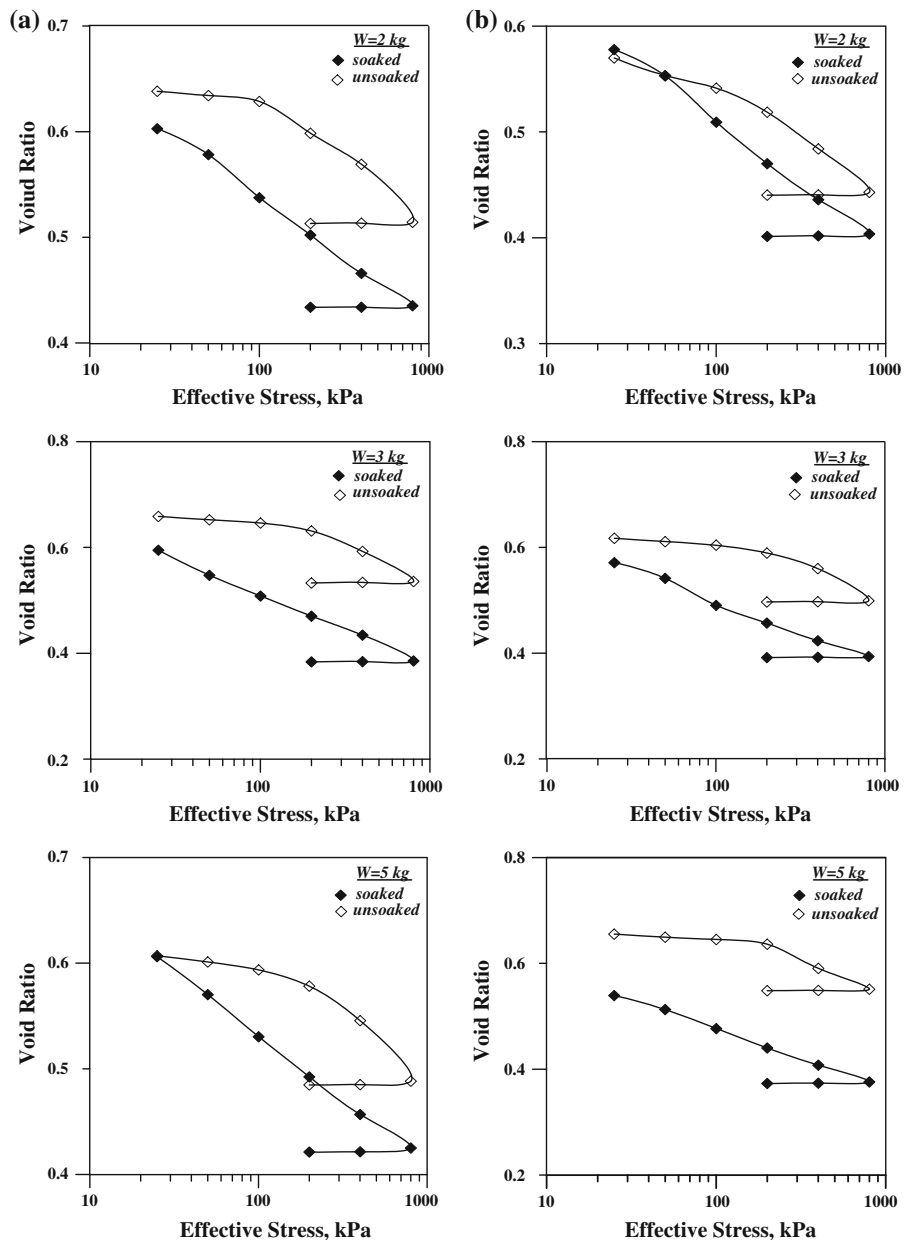 (a)
0.7
W=2 kg
soaked
unsoaked
0.6
0.5
0.4
Voiud Ratio
10
100
1000
Effective Stress, kPa
(b)
0.6
W=2 kg
soaked
unsoaked
0.5
0.4
0.3
Void Ratio
10
100
1000
Effective Stress, kPa
0.8
W=3 kg
soaked
unsoaked
0.6
0.4
0.2
Void Ratio
10
100
1000
Effective Stress, kPa
0.8
W=3 kg
soaked
unsoaked
0.6
0.4
0.2
Void Ratio
10
100
1000
Effectiv Stress, kPa
0.7
W=5 kg
soaked
unsoaked
0.6
0.5
0.4
Void Ratio
10
100
1000
Effective Stress, kPa
0.8
W=5 kg
soaked
unsoaked
0.6
0.4
0.2
Void Ratio
10
100
1000
Effective Stress, kPa